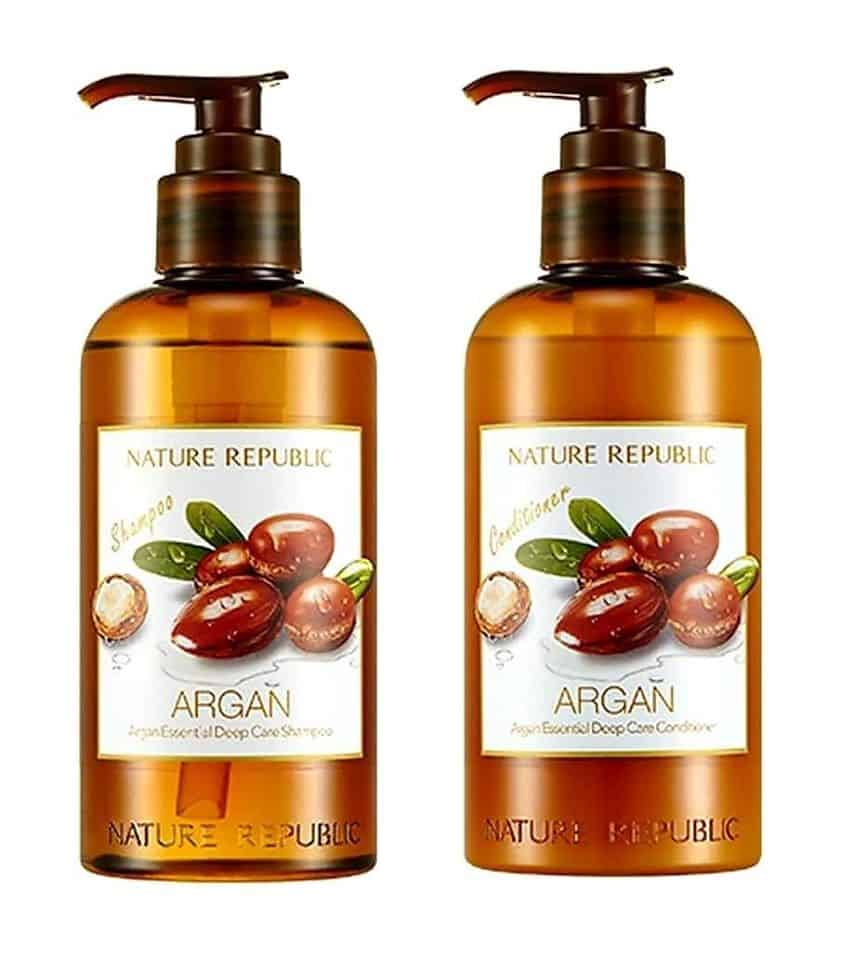 NATURE REPUBLIC
Shampoo
ARGAN
Argan Essential Deep Care Shampoo
NATURE REPUBLIC
NATURE REPUBLIC
Conditioner
ARGAN
Argan Essential Deep Care Conditioner
NATURE REPUBLIC